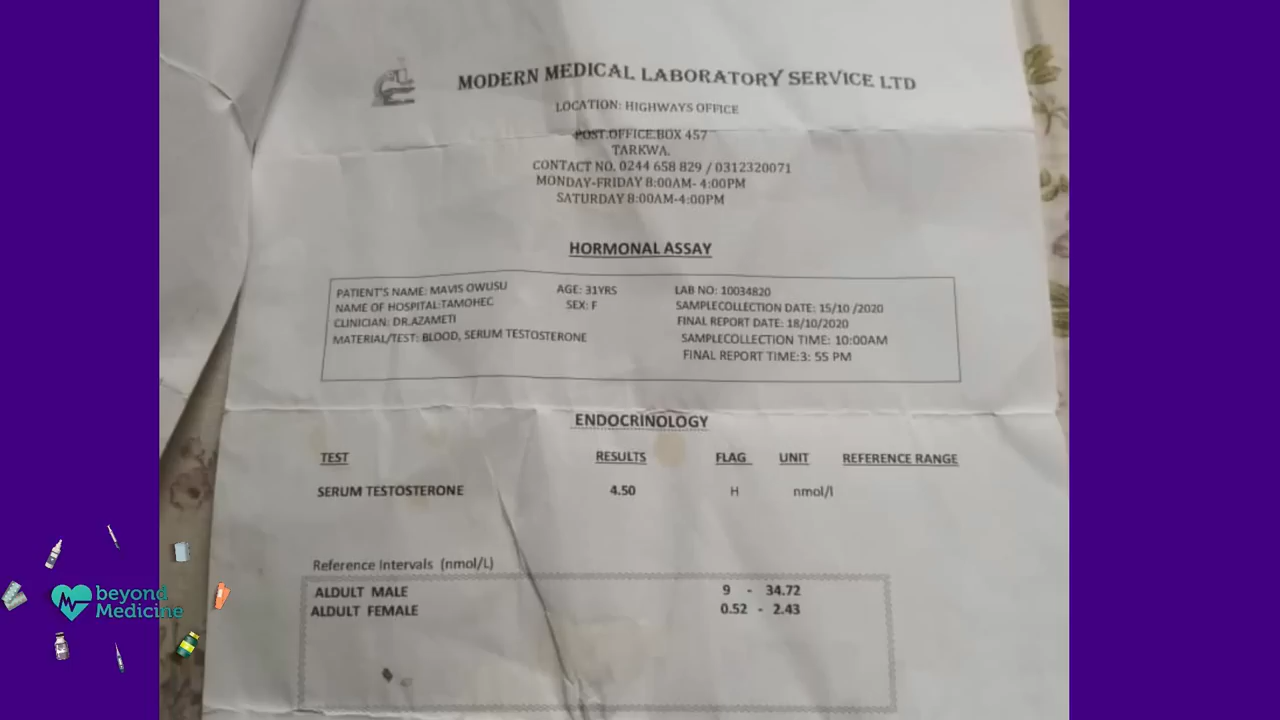 MODERN MEDICAL LABORATORY SERVICE LTD
LOCATION: HIGHWAYS OFFICE
POST.OFFICE.BOX 457
TARKWA.
CONTACT NO. 0244 658 829 / 0312320071
MONDAY-FRIDAY 8:00AM- 4:00PM
SATURDAY 8:00AM-4:00PM
HORMONAL ASSAY
PATIENT'S NAME: MAVIS OWUSU AGE: 31YRS LAB NO: 10034820
NAME OF HOSPITAL:TAMOHEC SEX: F SAMPLECOLLECTION DATE: 15/10 /2020
CLINICIAN: DR.AZAMETI FINAL REPORT DATE: 18/10/2020
MATERIAL/TEST: BLOOD, SERUM TESTOSTERONE SAMPLECOLLECTION TIME: 10:00AM
FINAL REPORT TIME:3: 55 PM
ENDOCRINOLOGY
TEST RESULTS FLAG UNIT REFERENCE RANGE
SERUM TESTOSTERONE 4.50 H nmol/l
Reference Intervals (nmol/L)
ALDULT MALE 9 - 34.72
ALDULT FEMALE 0.52 - 2.43
beyond
Medicine